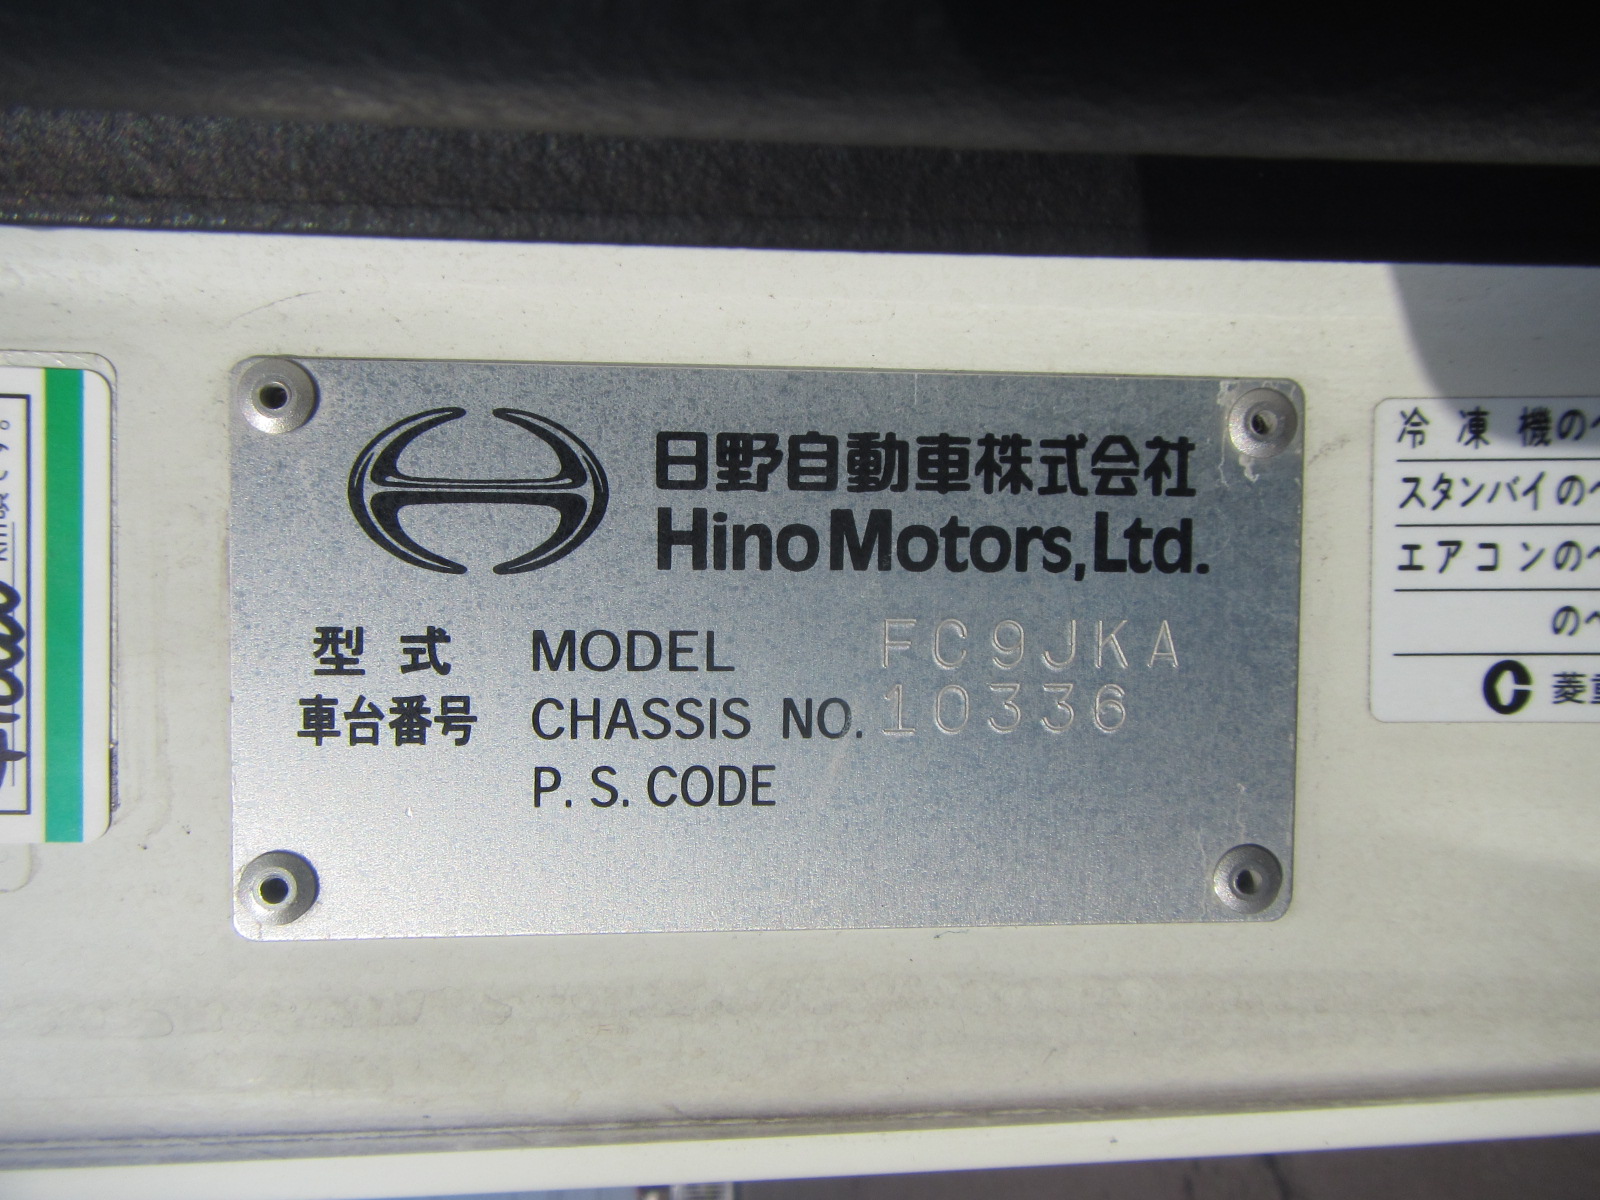 日野自動車株式会社
Hino Motors, Ltd.
型式 MODEL FC9JKA
車台番号 CHASSIS NO. 10336
P. S. CODE
冷凍機の
スタンバイの
エアコンの
の
菱重